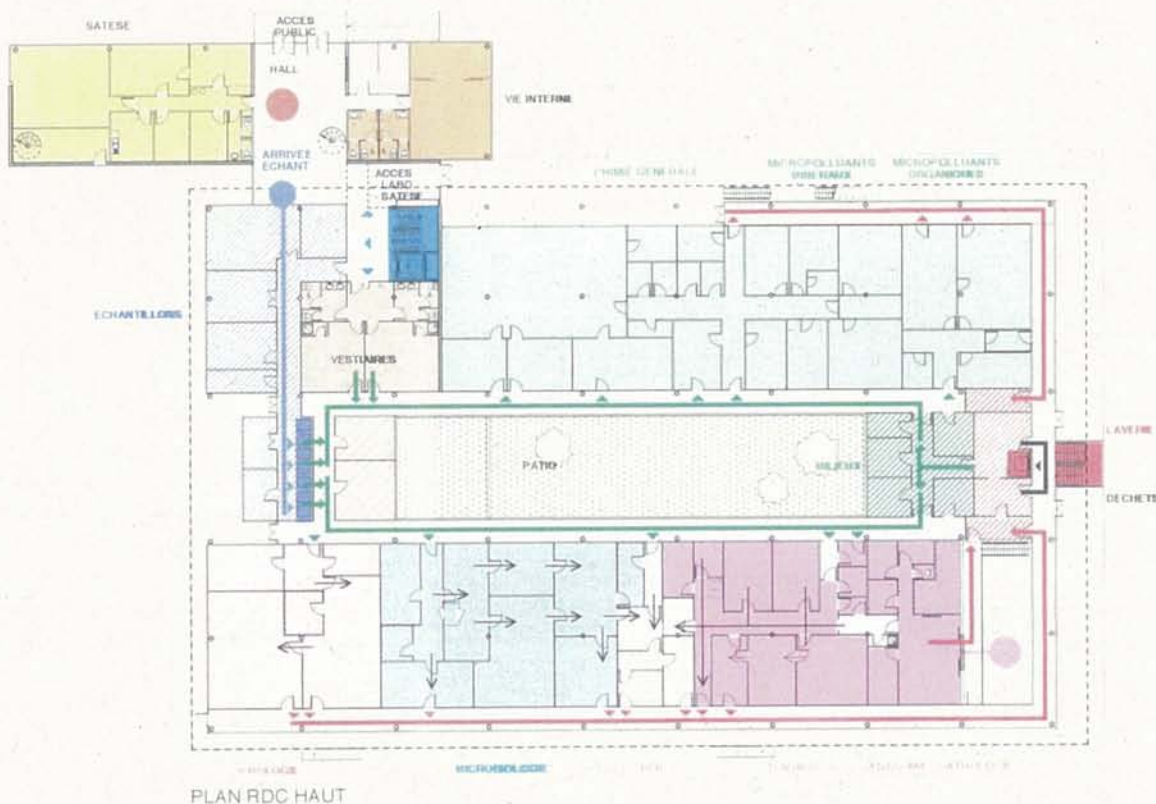 SATESE
ACCES
PUBLIC
HALL
VIE INTERNE
ARRIVEE
ECHANT
ACCES
LABO
SATESE
CHIMIE GENERALE
MICROPOLLUANTS
MINERAUX
MICROPOLLUANTS
ORGANIQUES
ECHANTILLONS
VESTIAIRES
PATIO
MILIEUX
LAVERIE
DECHETS
MICROBIOLOGIE
PLAN RDC HAUT